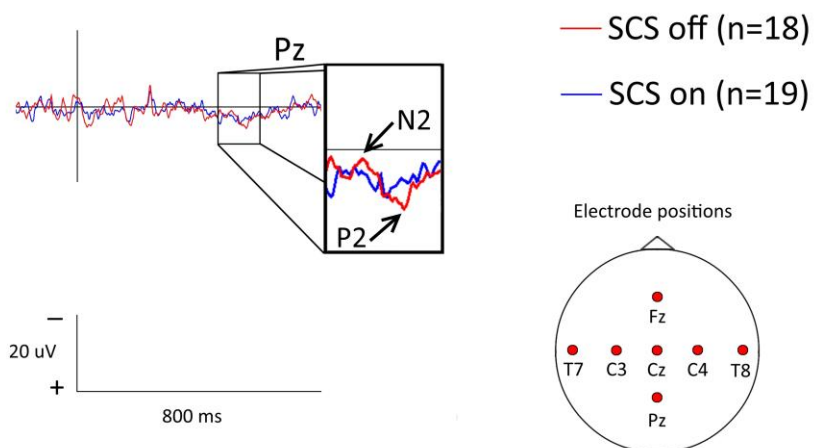 Pz
SCS off (n=18)
SCS on (n=19)
N2
P2
Electrode positions
Fz
T7 C3 Cz C4 T8
Pz
−
20 uV
+
800 ms